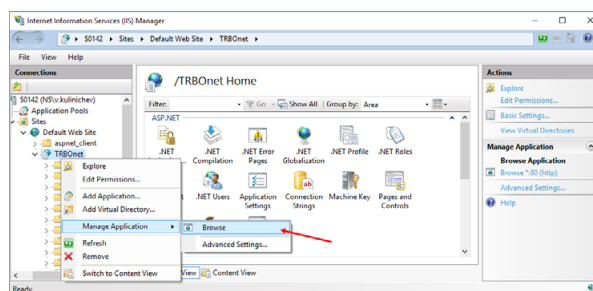 Internet Information Services (IIS) Manager
S0142 Sites Default Web Site TRBOnet
File View Help
Connections
S0142 (NS\v.kulinichev)
Application Pools
Sites
Default Web Site
aspnet_client
TRBOnet
Explore
Edit Permissions...
Add Application...
Add Virtual Directory...
Manage Application
Refresh
Remove
Switch to Content View
Browse
Advanced Settings...
/TRBOnet Home
Filter: Go Show All Group by: Area
ASP.NET
.NET Compilation
.NET Error Pages
.NET Globalization
.NET Profile
.NET Roles
.NET Users
Application Settings
Connection Strings
Machine Key
Pages and Controls
View Content View
Actions
Explore
Edit Permissions...
Basic Settings...
View Virtual Directories
Manage Application
Browse Application
Browse *:80 (http)
Advanced Settings...
Help
Ready